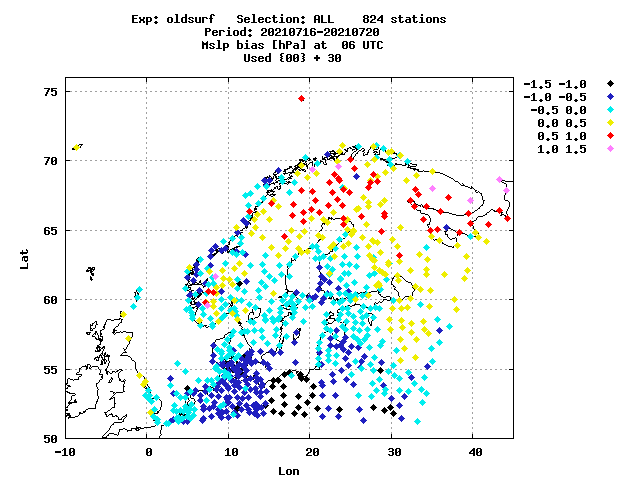 Exp: oldsurf   Selection: ALL    824 stations
Period: 20210716-20210720
Mslp bias [hPa] at  06 UTC
Used {00} + 30
-1.5 -1.0
-1.0 -0.5
-0.5 0.0
0.0 0.5
0.5 1.0
1.0 1.5
75
70
65
60
55
50
Lat
-10 0 10 20 30 40
Lon